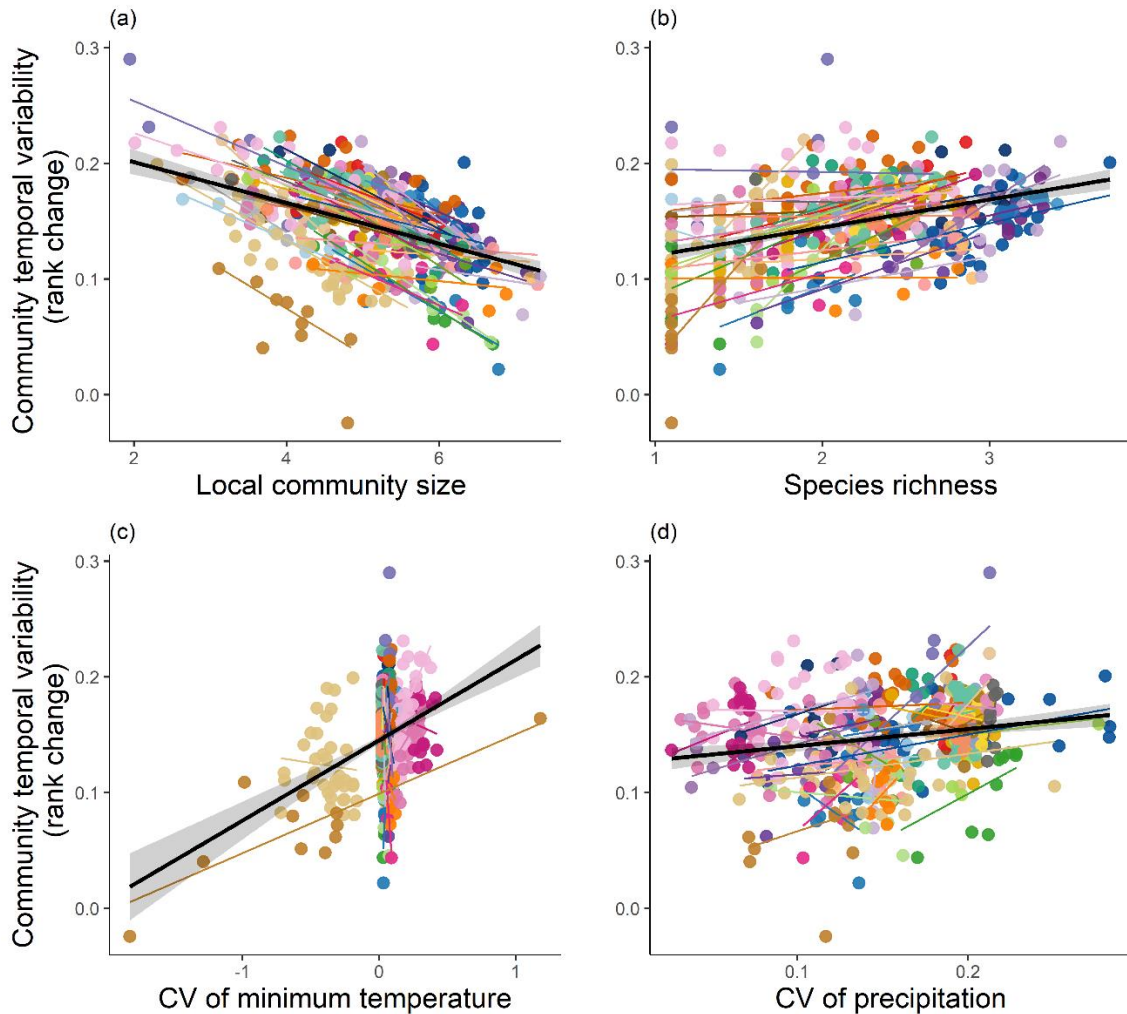 (a)
Community temporal variability
(rank change)
0.3
0.2
0.1
0.0
2
4
6
Local community size
(b)
0.3
0.2
0.1
0.0
1
2
3
Species richness
(c)
Community temporal variability
(rank change)
0.3
0.2
0.1
0.0
-1
0
1
CV of minimum temperature
(d)
0.3
0.2
0.1
0.0
0.1
0.2
CV of precipitation